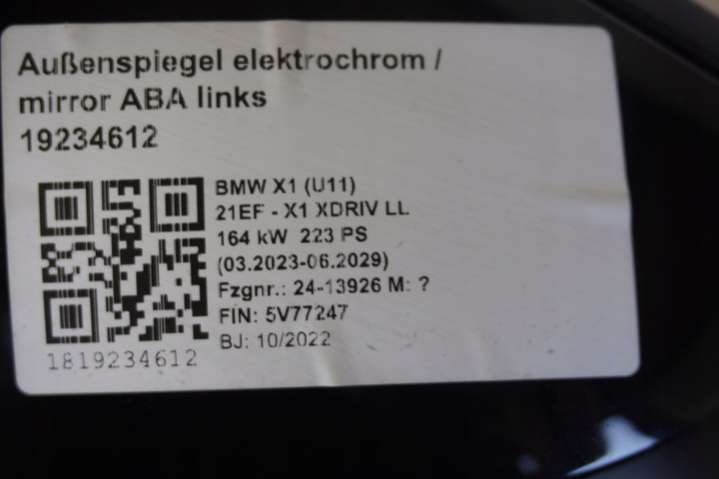 Außenspiegel elektrochrom /
mirror ABA links
19234612
BMW X1 (U11)
21EF - X1 XDRIV LL
164 kW 223 PS
(03.2023-06.2029)
Fzgnr.: 24-13926 M: ?
FIN: 5V77247
BJ: 10/2022
1819234612